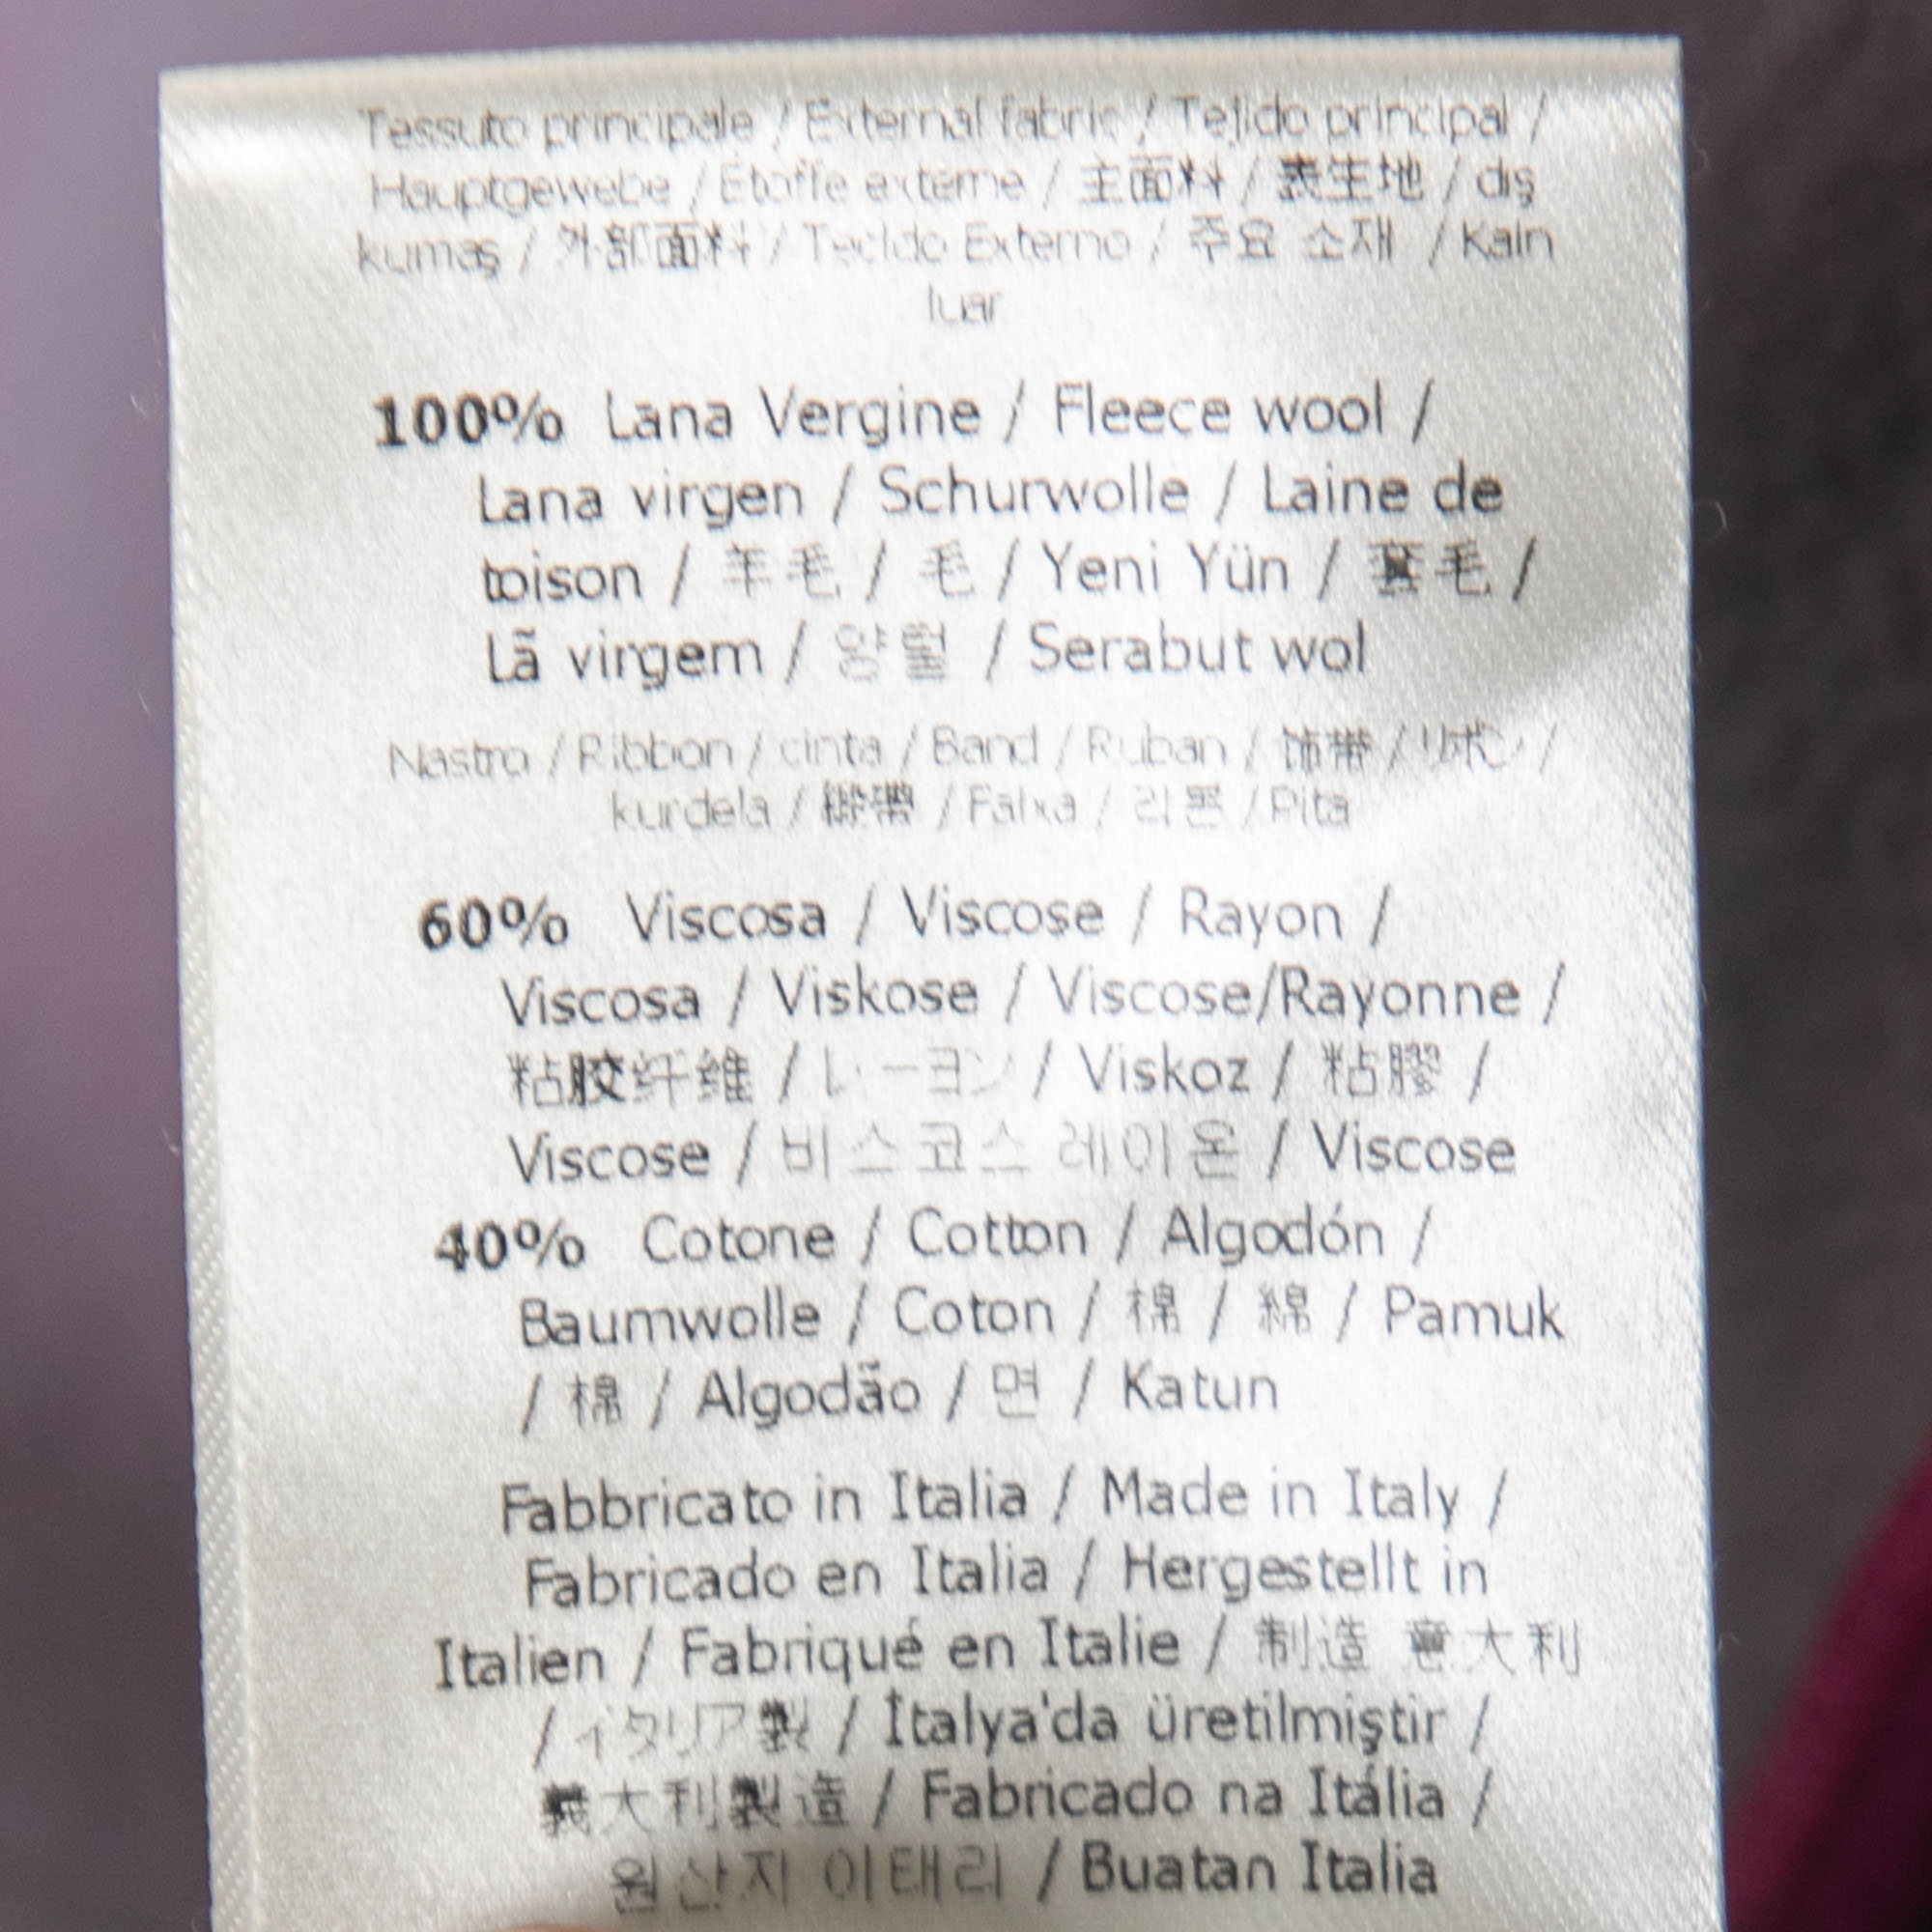 Tessuto principale / External fabric / Tejido principal /
Hauptgewebe / Étoffe externe / 主面料 / 表生地 / dış
kumaş / 外部面料 / Tecido Externo / 주요 소재 / Kain
luar
100% Lana Vergine / Fleece wool /
Lana virgen / Schurwolle / Laine de
toison / 羊毛 / 毛 / Yeni Yün / 套毛 /
Lã virgem / 양털 / Serabut wol
Nastro / Ribbon / cinta / Band / Ruban / 饰带 / リボン /
kurdela / 緞帶 / Faixa / 리본 / Pita
60% Viscosa / Viscose / Rayon /
Viscosa / Viskose / Viscose/Rayonne /
粘胶纤维 / レーヨン / Viskoz / 粘膠 /
Viscose / 비스코스 레이온 / Viscose
40% Cotone / Cotton / Algodón /
Baumwolle / Coton / 棉 / 綿 / Pamuk
/ 棉 / Algodão / 면 / Katun
Fabbricato in Italia / Made in Italy /
Fabricado en Italia / Hergestellt in
Italien / Fabriqué en Italie / 制造 意大利
/ イタリア製 / İtalya'da üretilmiştir /
義大利製造 / Fabricado na Itália /
원산지 이태리 / Buatan Italia